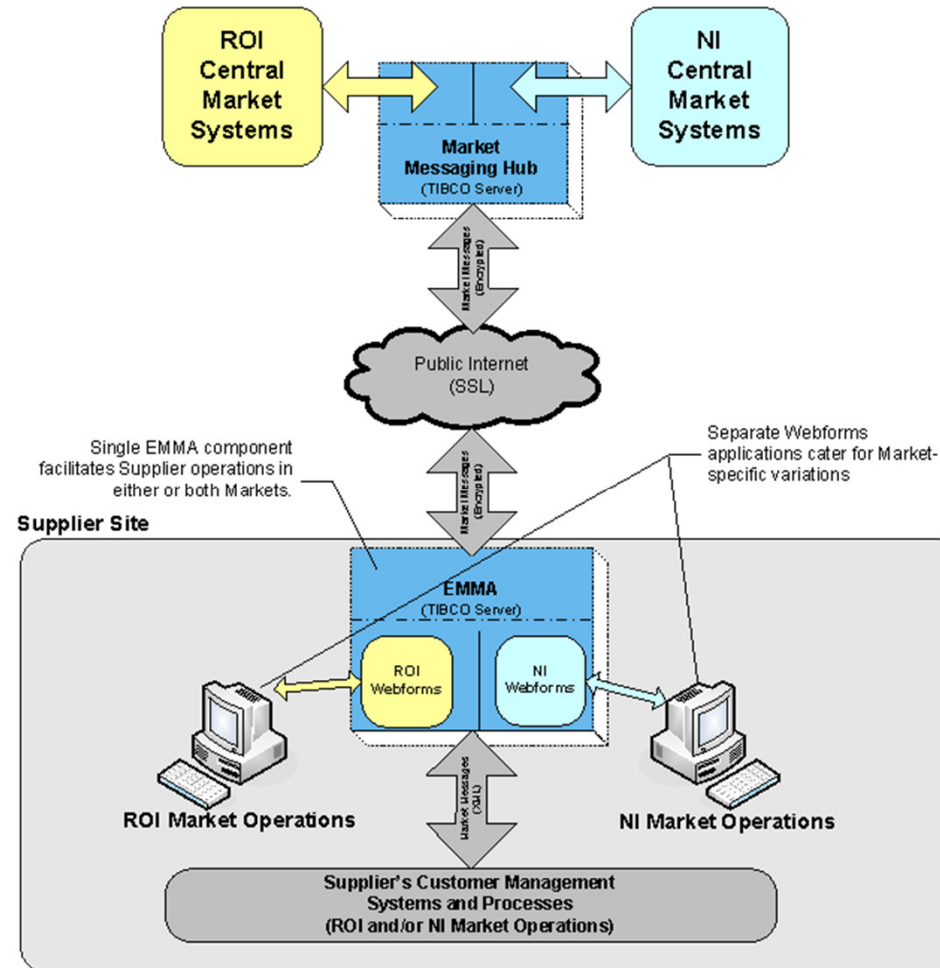 ROI
Central
Market
Systems
NI
Central
Market
Systems
Market
Messaging Hub
(TIBCO Server)
Market Messages
(Encrypted)
Public Internet
(SSL)
Single EMMA component
facilitates Supplier operations in
either or both Markets.
Separate Webforms
applications cater for Market-
specific variations
Market Messages
(Encrypted)
Supplier Site
EMMA
(TIBCO Server)
ROI
Webforms
NI
Webforms
ROI Market Operations
NI Market Operations
Market Messages
(XML)
Supplier's Customer Management
Systems and Processes
(ROI and/or NI Market Operations)